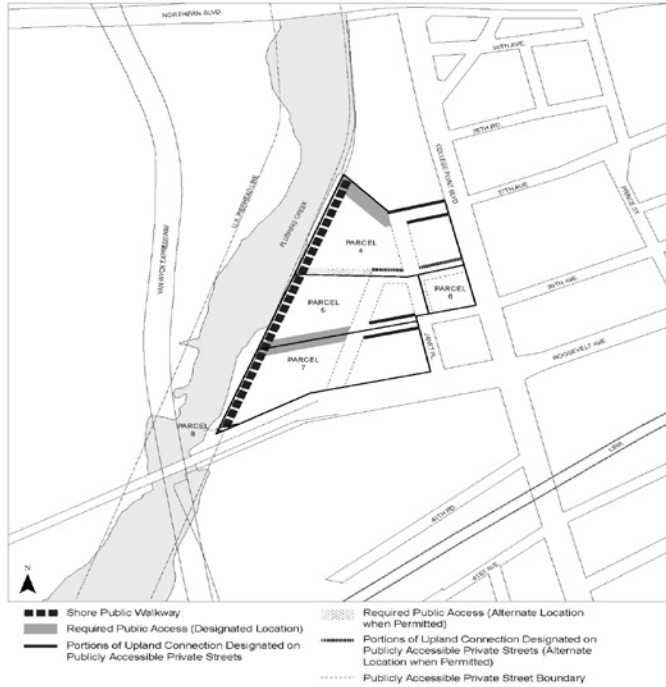 NORTHERN BLVD.
36TH AVE.
36TH RD.
COLLEGE POINT BLVD.
37TH AVE.
PRINCE ST.
U.S. PIERHEAD LINE
FLUSHING CREEK
VAN WYCK EXPRESSWAY
PARCEL
4
39TH AVE.
PARCEL
6
PARCEL
5
ROOSEVELT AVE.
JANET PL.
PARCEL
7
PARCEL
8
LIRR
40TH RD.
41ST AVE.
N
Shore Public Walkway
Required Public Access (Designated Location)
Portions of Upland Connection Designated on
Publicly Accessible Private Streets
Required Public Access (Alternate Location
when Permitted)
Portions of Upland Connection Designated on
Publicly Accessible Private Streets (Alternate
Location when Permitted)
Publicly Accessible Private Street Boundary